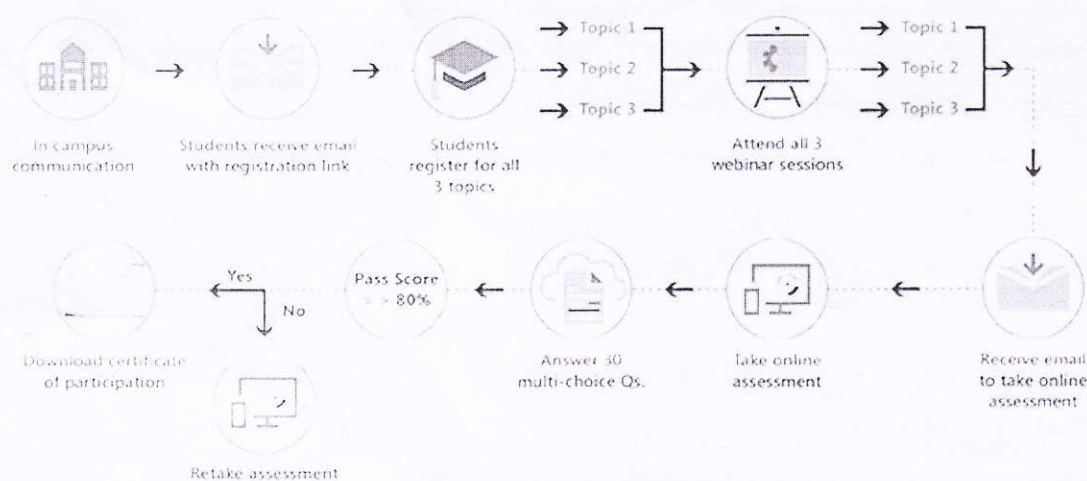 In campus
communication
Students receive email
with registration link
Students
register for all
3 topics
Topic 1
Topic 2
Topic 3
Attend all 3
webinar sessions
Topic 1
Topic 2
Topic 3
Receive email
to take online
assessment
Take online
assessment
Answer 30
multi-choice Qs.
Pass Score
80%
Yes
No
Download certificate
of participation
Retake assessment